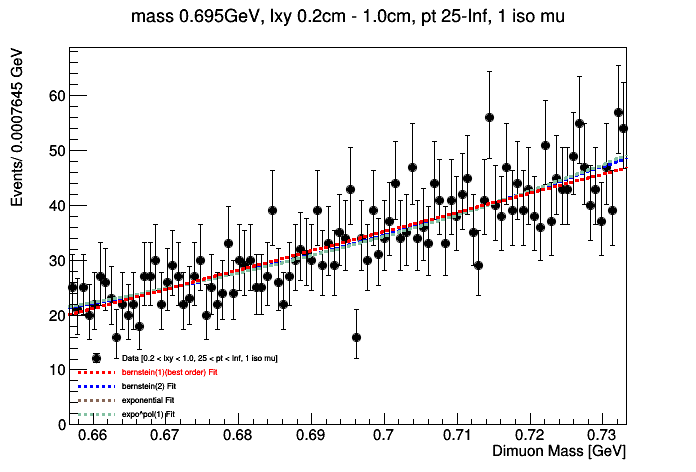 mass 0.695GeV, lxy 0.2cm - 1.0cm, pt 25-Inf, 1 iso mu
Events/ 0.0007645 GeV
60
50
40
30
20
10
0
Data [0.2 < lxy < 1.0, 25 < pt < Inf, 1 iso mu]
bernstein(1)(best order) Fit
bernstein(2) Fit
exponential Fit
expo*pol(1) Fit
0.66 0.67 0.68 0.69 0.7 0.71 0.72 0.73
Dimuon Mass [GeV]